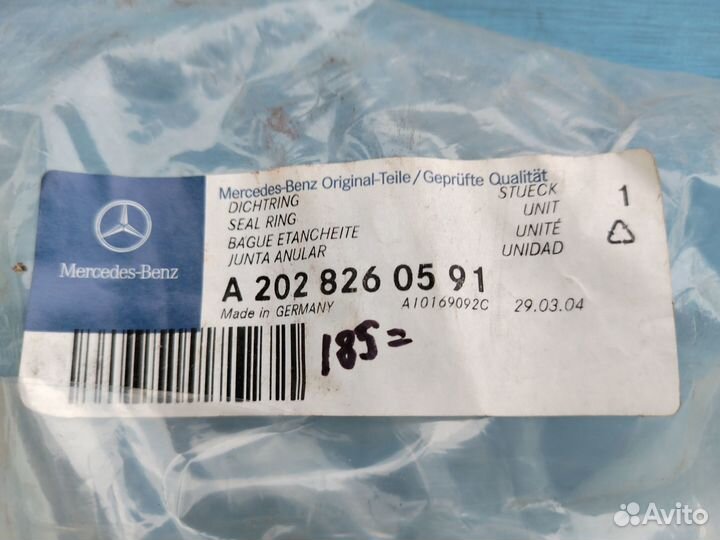 Mercedes-Benz Original-Teile/Geprüfte Qualität
DICHTRING STUECK 1
SEAL RING UNIT
BAGUE ETANCHEITE UNITÉ
JUNTA ANULAR UNIDAD
Mercedes-Benz
A 202 826 05 91
Made in GERMANY A10169092C 29.03.04
185=
Avito